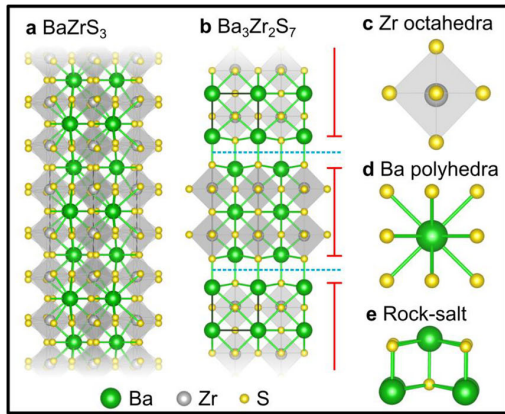 a BaZrS₃
b Ba₃Zr₂S₇
c Zr octahedra
d Ba polyhedra
e Rock-salt
Ba Zr S